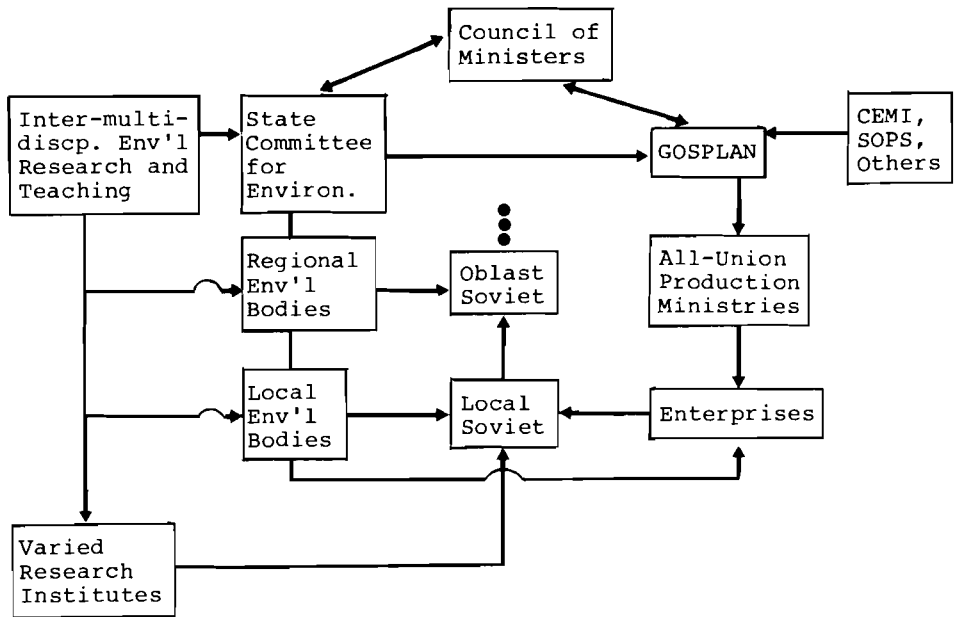 Council of
Ministers
Inter-multi-
discp. Env'l
Research and
Teaching
State
Committee
for
Environ.
GOSPLAN
CEMI,
SOPS,
Others
Regional
Env'l
Bodies
Oblast
Soviet
All-Union
Production
Ministries
Local
Env'l
Bodies
Local
Soviet
Enterprises
Varied
Research
Institutes